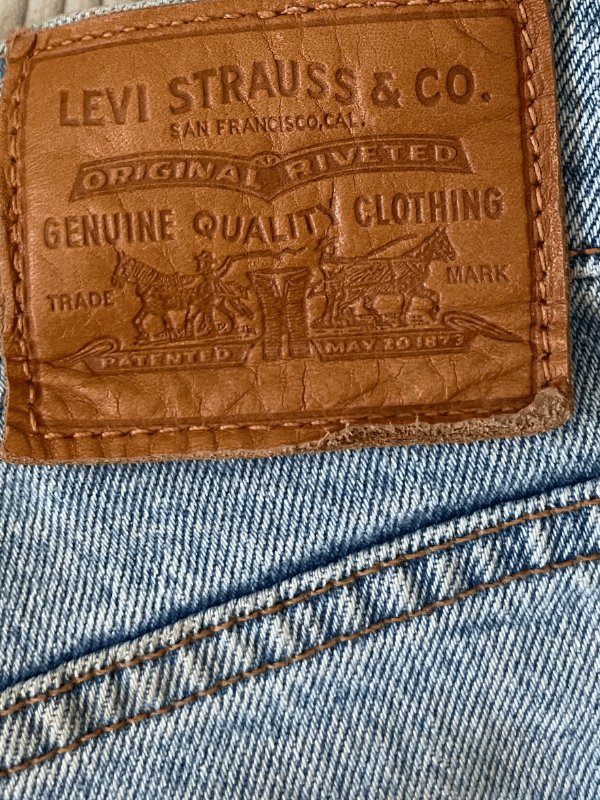 LEVI STRAUSS & CO.
SAN FRANCISCO, CAL.
ORIGINAL RIVETED
GENUINE QUALITY CLOTHING
TRADE MARK
PATENTED MAY 20 1873